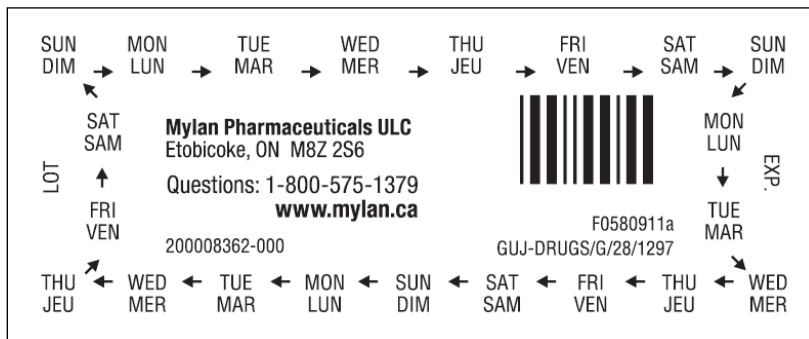 SUN MON TUE WED THU FRI SAT SUN
DIM → LUN → MAR → MER → JEU → VEN → SAM → DIM
SAT
SAM
Mylan Pharmaceuticals ULC
Etobicoke, ON M8Z 2S6
Questions: 1-800-575-1379
www.mylan.ca
200008362-000
MON
LUN
LOT
EXP.
FRI
VEN
F0580911a
GUJ-DRUGS/G/28/1297
TUE
MAR
THU ← WED ← TUE ← MON ← SUN ← SAT ← FRI ← THU ← WED
JEU MER MAR LUN DIM SAM VEN JEU MER